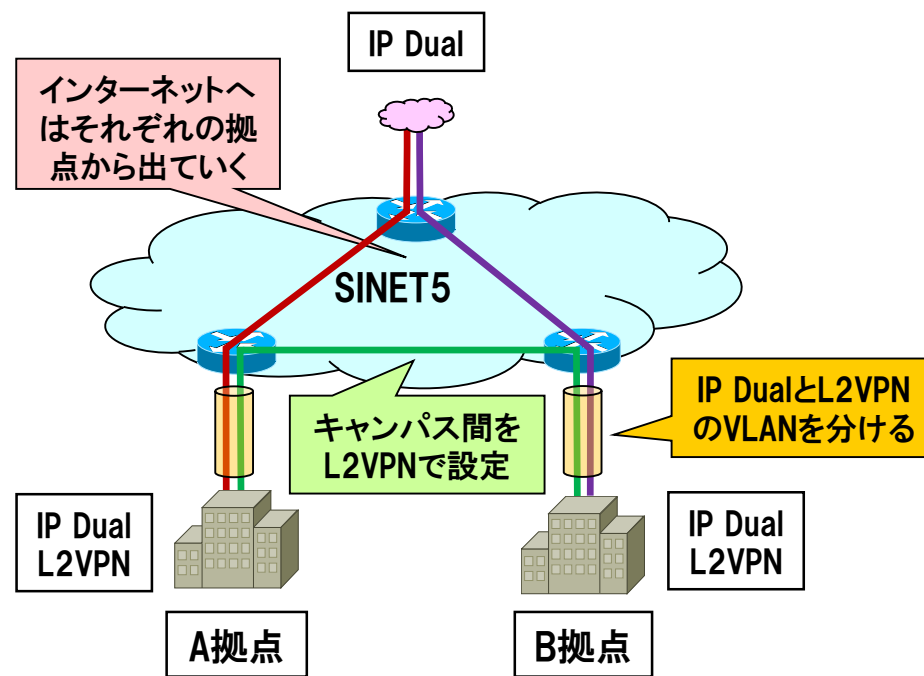 IP Dual
インターネットへ
はそれぞれの拠
点から出ていく
SINET5
キャンパス間を
L2VPNで設定
IP DualとL2VPN
のVLANを分ける
IP Dual
L2VPN
IP Dual
L2VPN
A拠点
B拠点